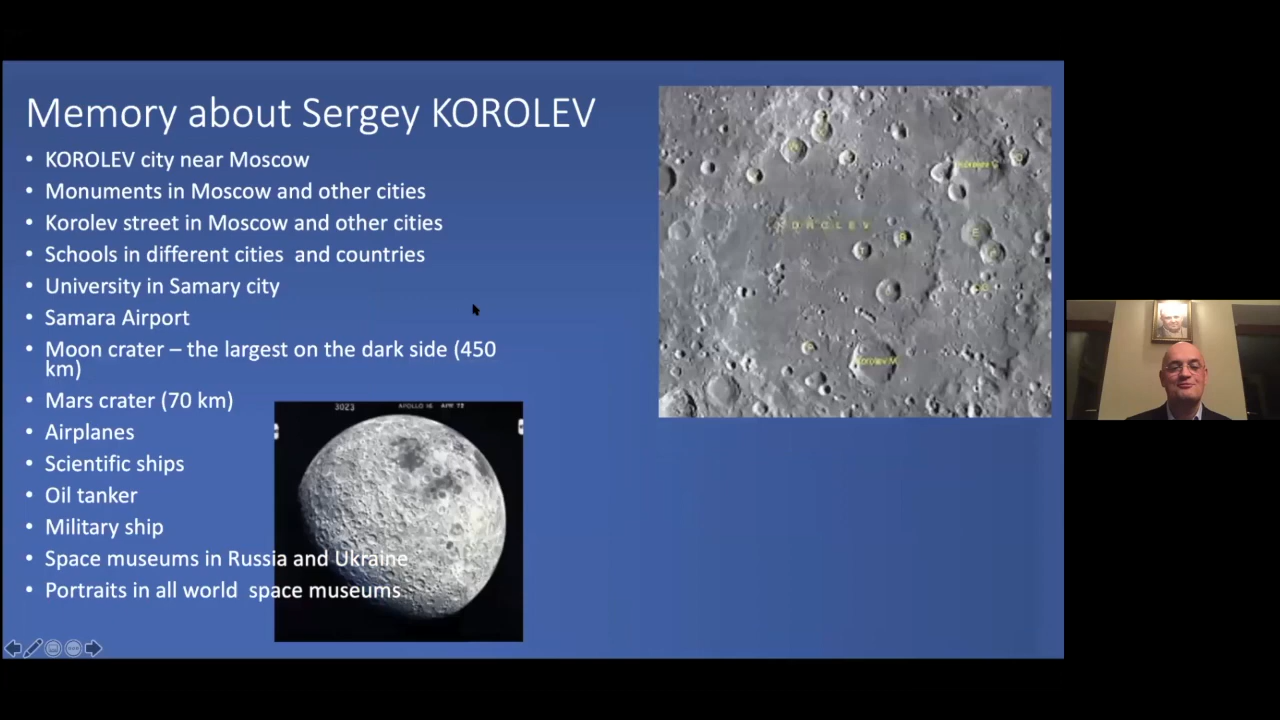 Memory about Sergey KOROLEV
• KOROLEV city near Moscow
• Monuments in Moscow and other cities
• Korolev street in Moscow and other cities
• Schools in different cities  and countries
• University in Samary city
• Samara Airport
• Moon crater – the largest on the dark side (450
km)
• Mars crater (70 km)
• Airplanes
• Scientific ships
• Oil tanker
• Military ship
• Space museums in Russia and Ukraine
• Portraits in all world  space museums
3023 APOLLO 16 APR 72
KOROLEV
Korolev M
E